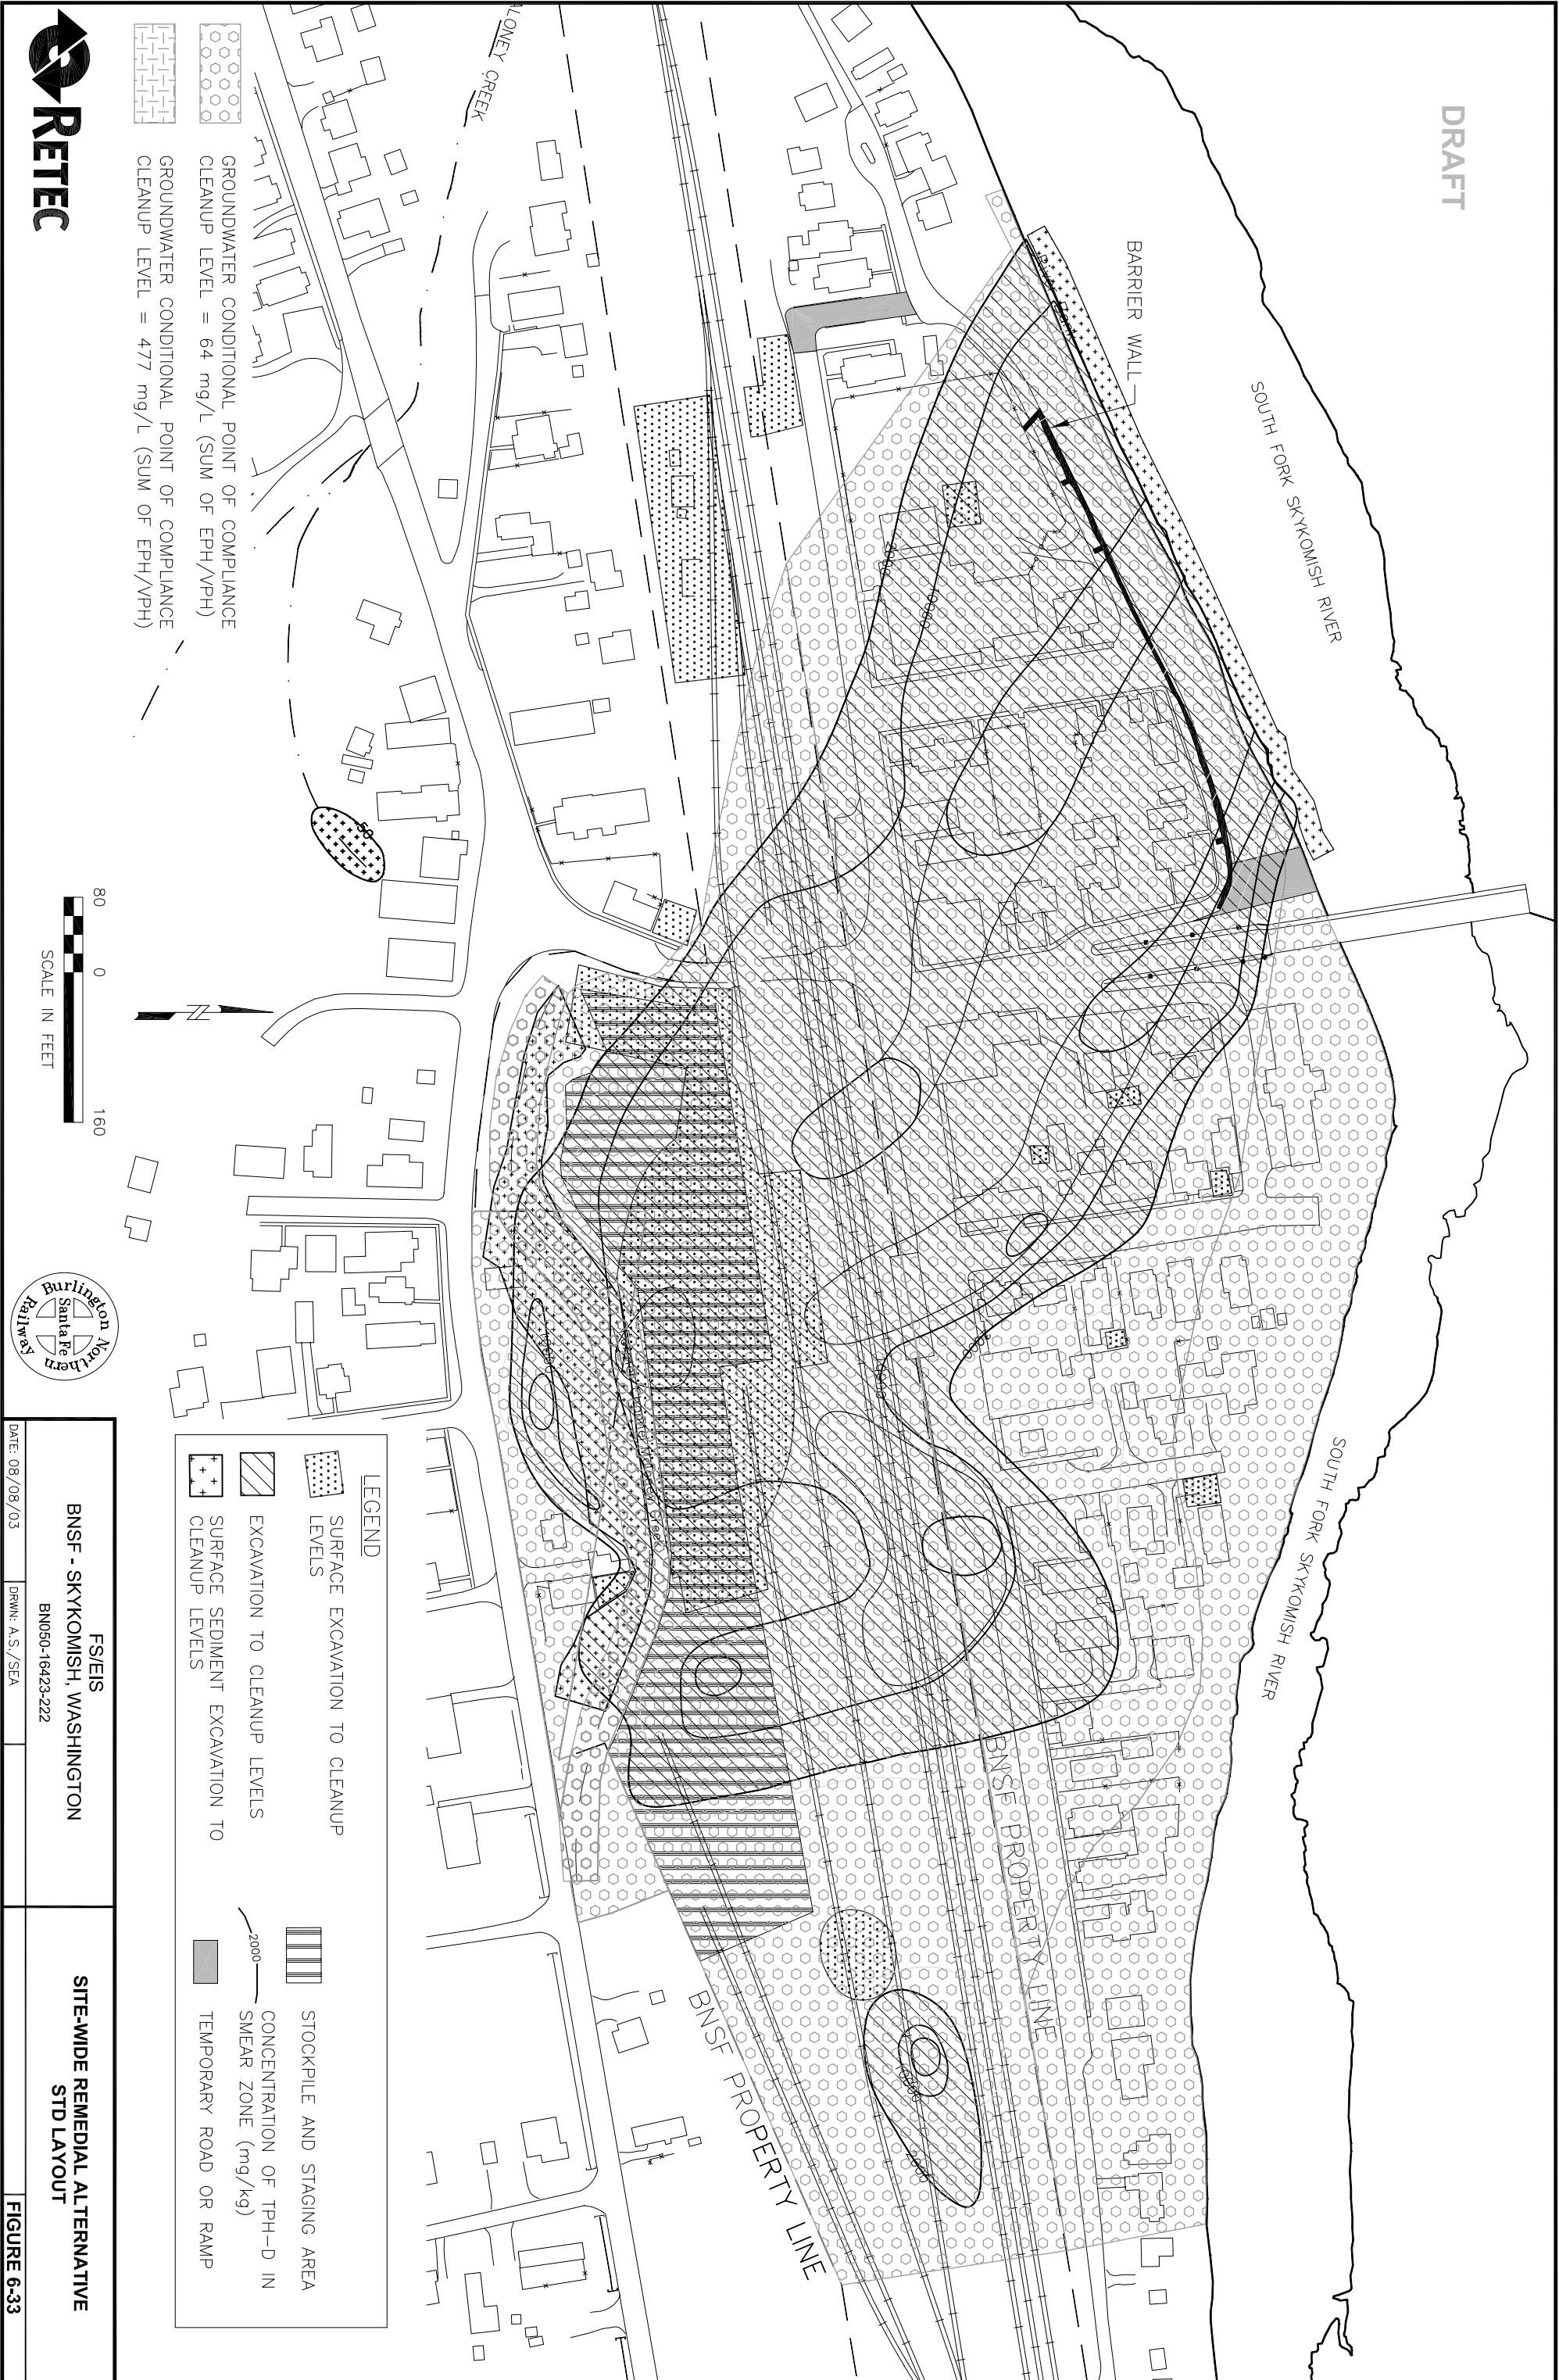 DRAFT
SOUTH FORK SKYKOMISH RIVER
SOUTH FORK SKYKOMISH RIVER
BARRIER WALL
BNSF PROPERTY LINE
BNSF PROPERTY LINE
2000
50
GROUNDWATER CONDITIONAL POINT OF COMPLIANCE
CLEANUP LEVEL = 64 mg/L (SUM OF EPH/VPH)
GROUNDWATER CONDITIONAL POINT OF COMPLIANCE
CLEANUP LEVEL = 477 mg/L (SUM OF EPH/VPH)
80 0 160
SCALE IN FEET
N
LEGEND
SURFACE EXCAVATION TO CLEANUP
LEVELS
EXCAVATION TO CLEANUP LEVELS
SURFACE SEDIMENT EXCAVATION TO
CLEANUP LEVELS
STOCKPILE AND STAGING AREA
2000
CONCENTRATION OF TPH-D IN
SMEAR ZONE (mg/kg)
TEMPORARY ROAD OR RAMP
RETEC
Burlington Northern
Santa Fe
Railway
FS/EIS
BNSF - SKYKOMISH, WASHINGTON
BN050-16423-222
DATE: 08/08/03
DRWN: A.S./SEA
SITE-WIDE REMEDIAL ALTERNATIVE
STD LAYOUT
FIGURE 6-33